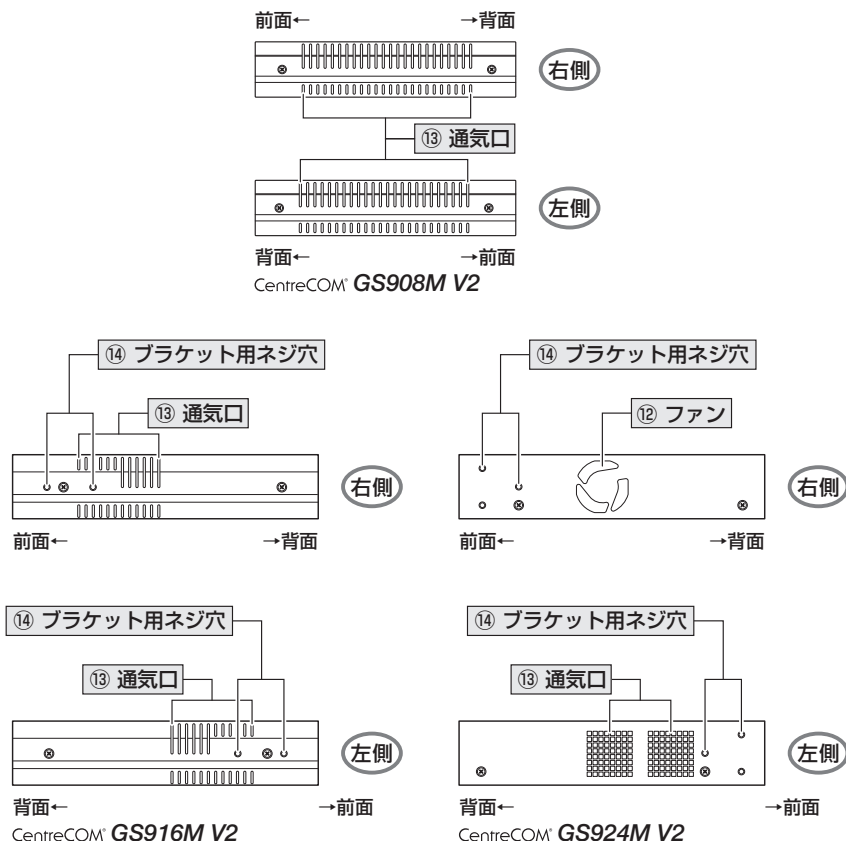 前面← →背面
右側
⑬ 通気口
左側
背面← →前面
CentreCOM® GS908M V2
⑭ ブラケット用ネジ穴
⑬ 通気口
右側
前面← →背面
⑭ ブラケット用ネジ穴
⑫ ファン
右側
前面← →背面
⑭ ブラケット用ネジ穴
⑬ 通気口
左側
背面← →前面
CentreCOM® GS916M V2
⑭ ブラケット用ネジ穴
⑬ 通気口
左側
背面← →前面
CentreCOM® GS924M V2